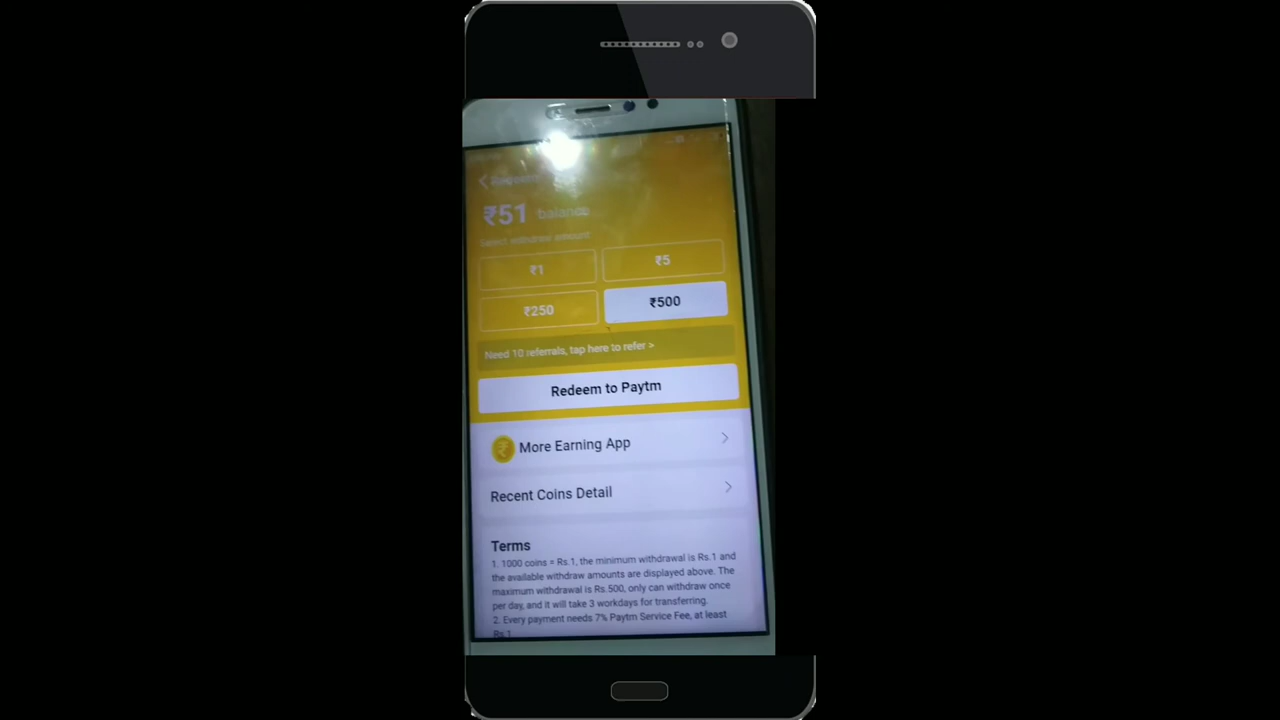 ₹51 balance
Select withdraw amount
₹1
₹5
₹250
₹500
Need 10 referrals, tap here to refer >
Redeem to Paytm
₹ More Earning App
Recent Coins Detail
Terms
1. 1000 coins = Rs.1, the minimum withdrawal is Rs.1 and
the available withdraw amounts are displayed above. The
maximum withdrawal is Rs.500, only can withdraw once
per day, and it will take 3 workdays for transferring.
2. Every payment needs 7% Paytm Service Fee, at least
Rs.1